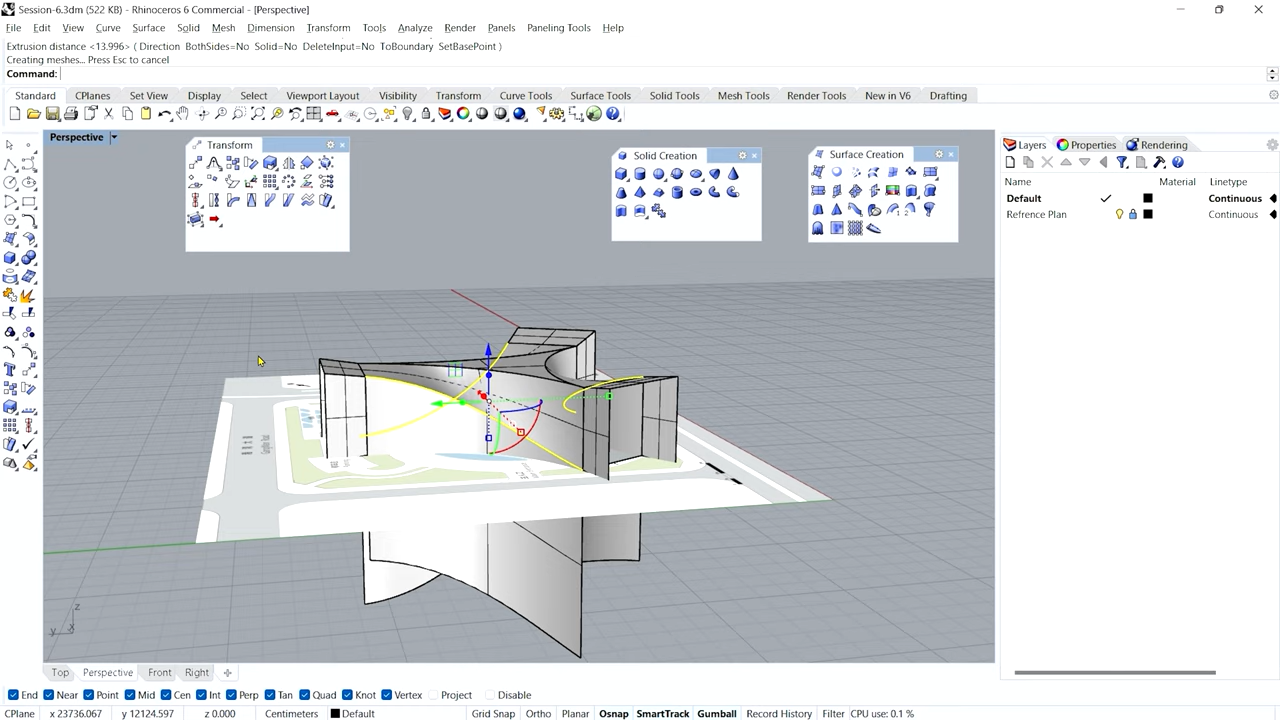 Session-6.3dm (522 KB) - Rhinoceros 6 Commercial - [Perspective]
File Edit View Curve Surface Solid Mesh Dimension Transform Tools Analyze Render Panels Paneling Tools Help
Extrusion distance <13.996> ( Direction BothSides=No Solid=No DeleteInput=No ToBoundary SetBasePoint )
Creating meshes... Press Esc to cancel
Command:
Standard CPlanes Set View Display Select Viewport Layout Visibility Transform Curve Tools Surface Tools Solid Tools Mesh Tools Render Tools New in V6 Drafting
Perspective
Transform
Solid Creation
Surface Creation
Layers Properties Rendering
Name Material Linetype
Default Continuous
Refrence Plan Continuous
z
y x
Top Perspective Front Right
End Near Point Mid Cen Int Perp Tan Quad Knot Vertex Project Disable
CPlane x 23736.067 y 12124.597 z 0.000 Centimeters Default Grid Snap Ortho Planar Osnap SmartTrack Gumball Record History Filter CPU use: 0.1 %